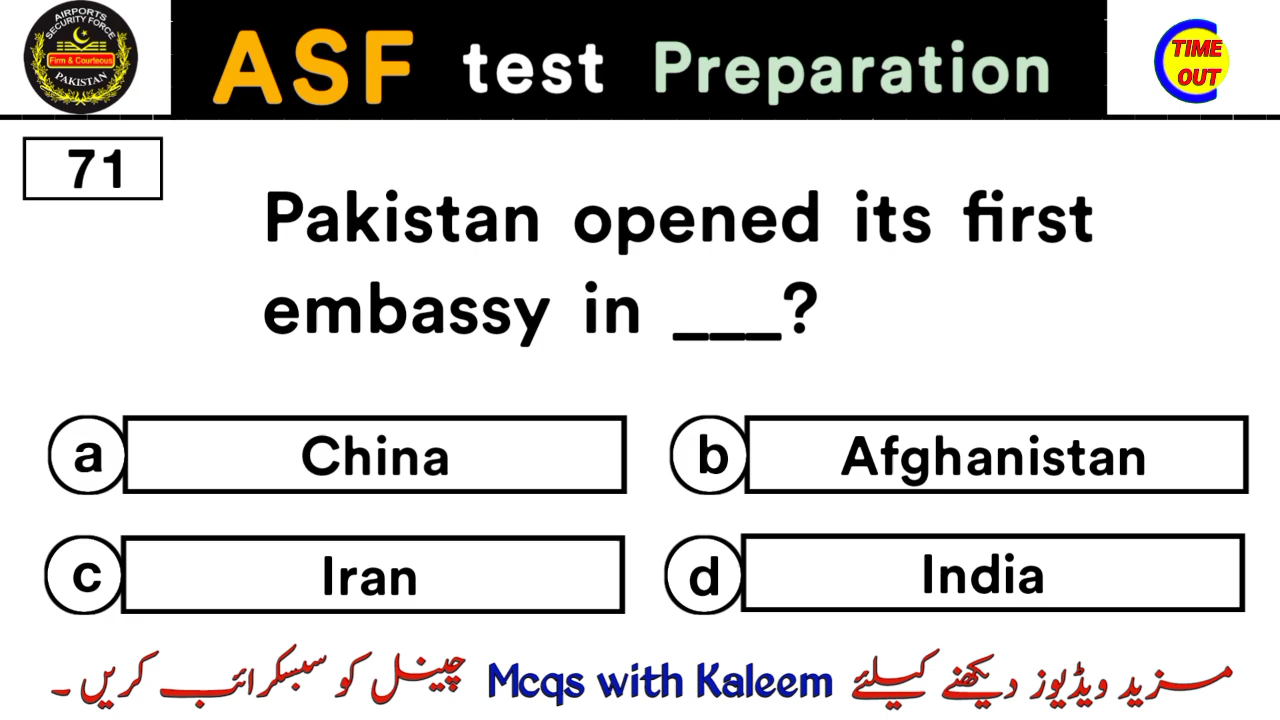 AIRPORTS
SECURITY FORCE
Firm & Courteous
PAKISTAN
ASF test Preparation
TIME
OUT
71
Pakistan opened its first
embassy in ___?
a China
b Afghanistan
c Iran
d India
مزید ویڈیوز دیکھنے کیلئے Mcqs with Kaleem چینل کو سبسکرائب کریں۔